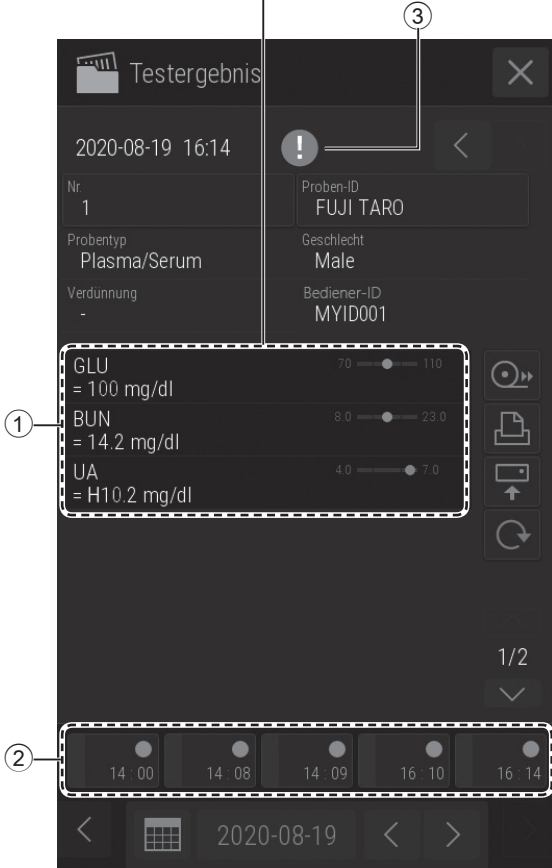 ③
Testergebnis
2020-08-19 16:14
!
Nr.
1
Proben-ID
FUJI TARO
Probentyp
Plasma/Serum
Geschlecht
Male
Verdünnung
-
Bediener-ID
MYID001
①
GLU
70 110
= 100 mg/dl
BUN
8.0 23.0
= 14.2 mg/dl
UA
4.0 7.0
= H10.2 mg/dl
1/2
②
14 : 00 14 : 08 14 : 09 16 : 10 16 : 14
2020-08-19